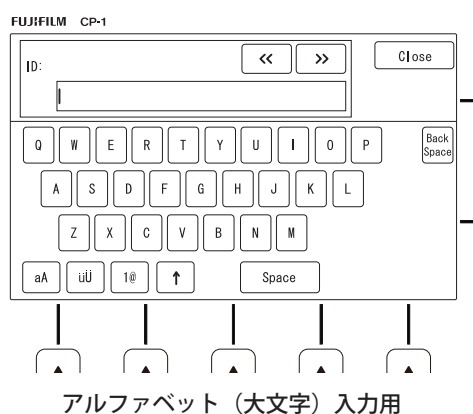 FUJIFILM CP-1
ID: << >> Close
Q W E R T Y U I O P Back Space
A S D F G H J K L
Z X C V B N M
aA üÜ 1@ ↑ Space
アルファベット（大文字）入力用